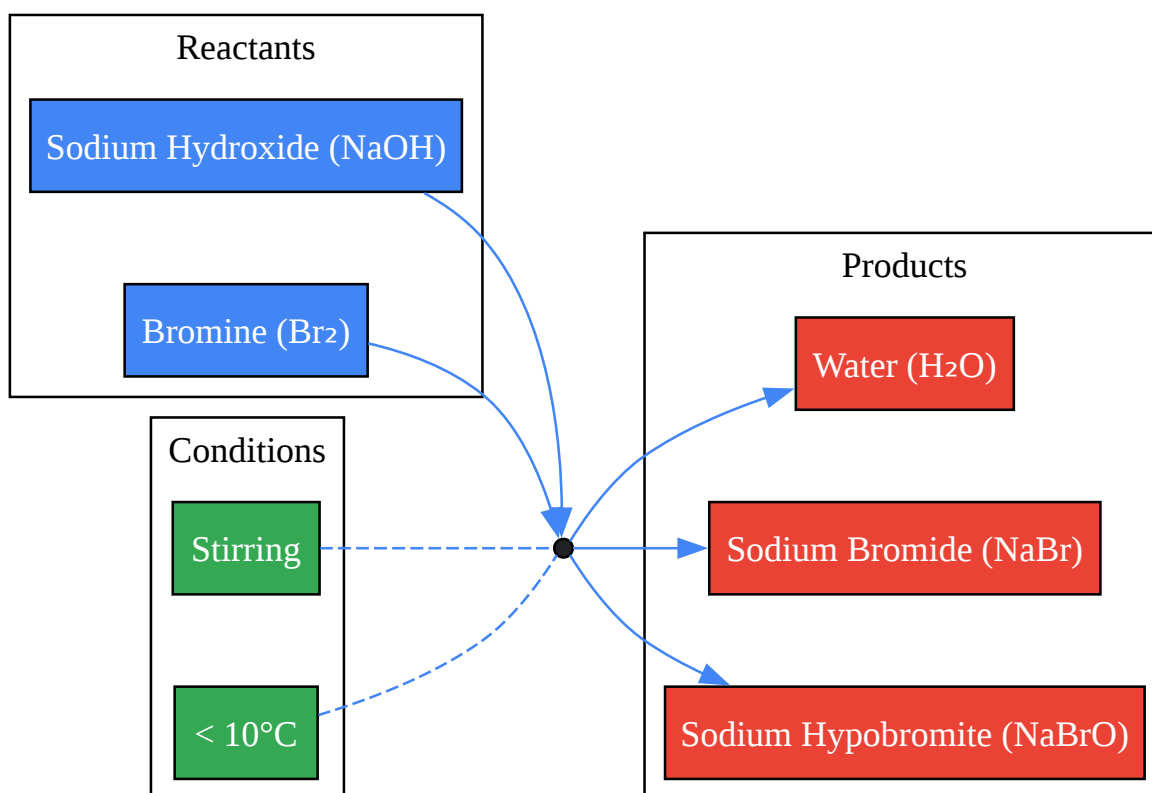 Reactants
Sodium Hydroxide (NaOH)
Bromine (Br₂)
Conditions
Stirring
< 10°C
Products
Water (H₂O)
Sodium Bromide (NaBr)
Sodium Hypobromite (NaBrO)